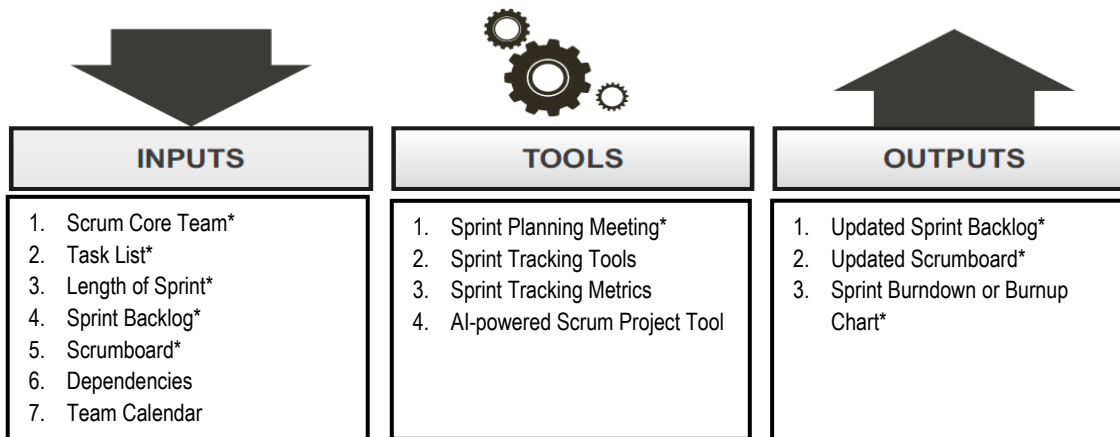 INPUTS
1. Scrum Core Team*
2. Task List*
3. Length of Sprint*
4. Sprint Backlog*
5. Scrumboard*
6. Dependencies
7. Team Calendar
TOOLS
1. Sprint Planning Meeting*
2. Sprint Tracking Tools
3. Sprint Tracking Metrics
4. AI-powered Scrum Project Tool
OUTPUTS
1. Updated Sprint Backlog*
2. Updated Scrumboard*
3. Sprint Burndown or Burnup
Chart*